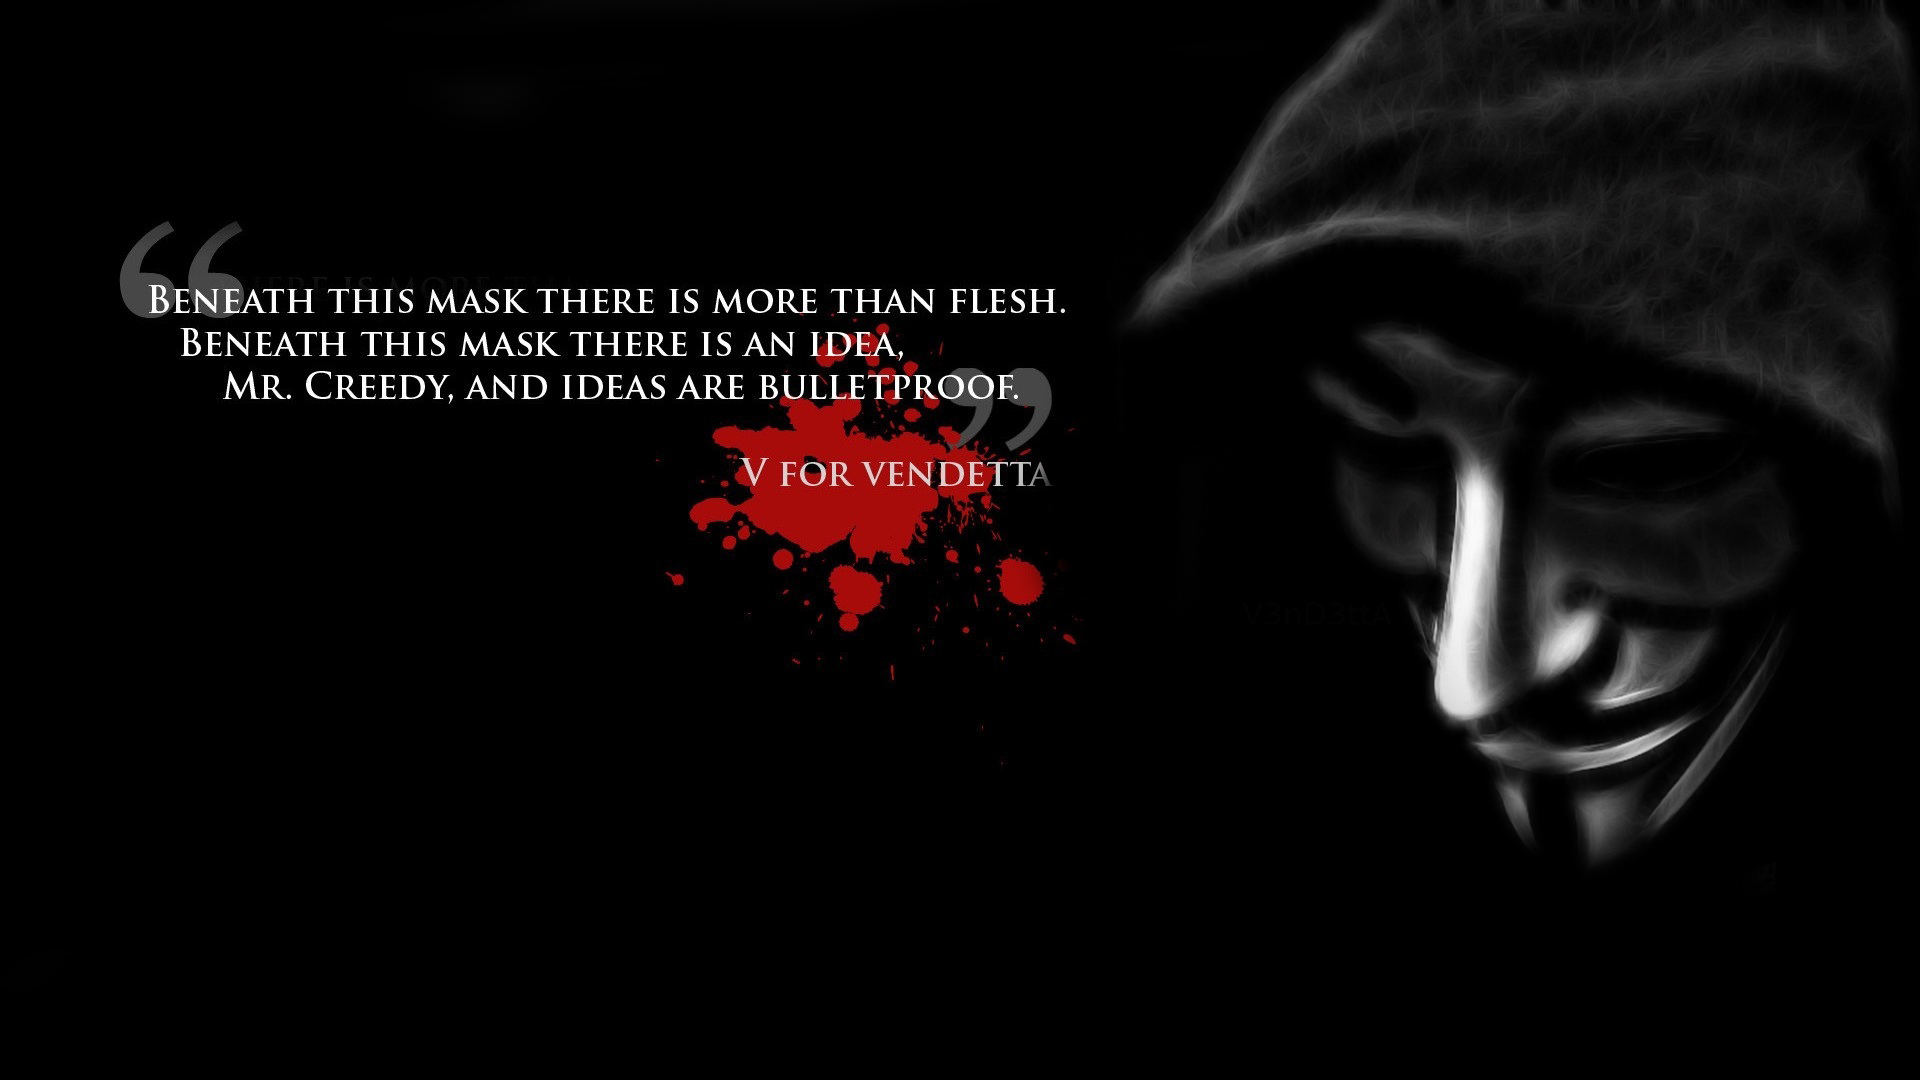 “Beneath this mask there is more than flesh.
Beneath this mask there is an idea,
Mr. Creedy, and ideas are bulletproof.”
V for vendetta
V3nD3ttA